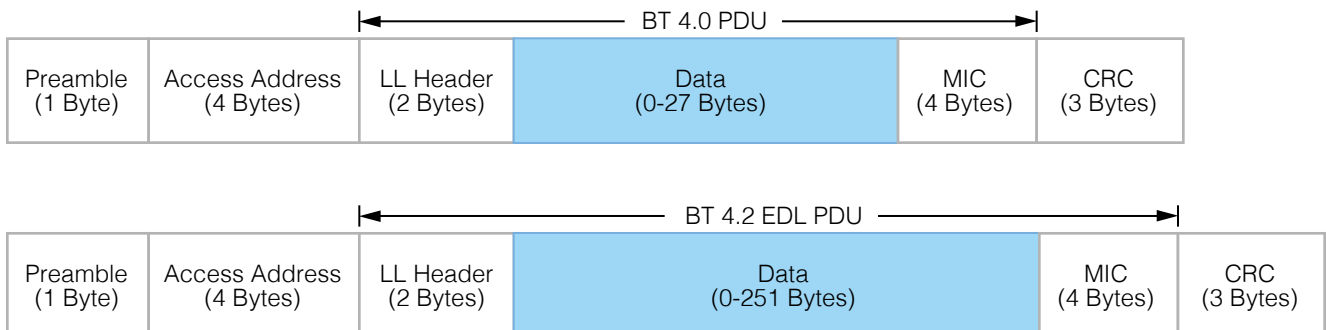 BT 4.0 PDU
Preamble Access Address LL Header Data MIC CRC
(1 Byte) (4 Bytes) (2 Bytes) (0-27 Bytes) (4 Bytes) (3 Bytes)
BT 4.2 EDL PDU
Preamble Access Address LL Header Data MIC CRC
(1 Byte) (4 Bytes) (2 Bytes) (0-251 Bytes) (4 Bytes) (3 Bytes)